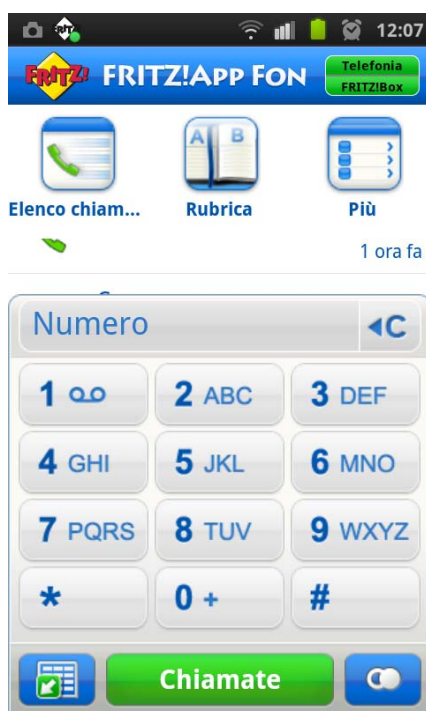 12:07
FRITZ! FRITZ!APP FON Telefonia
FRITZ!Box
A B
Elenco chiam... Rubrica Più
1 ora fa
Numero C
1 2 ABC 3 DEF
4 GHI 5 JKL 6 MNO
7 PQRS 8 TUV 9 WXYZ
* 0 + #
Chiamate